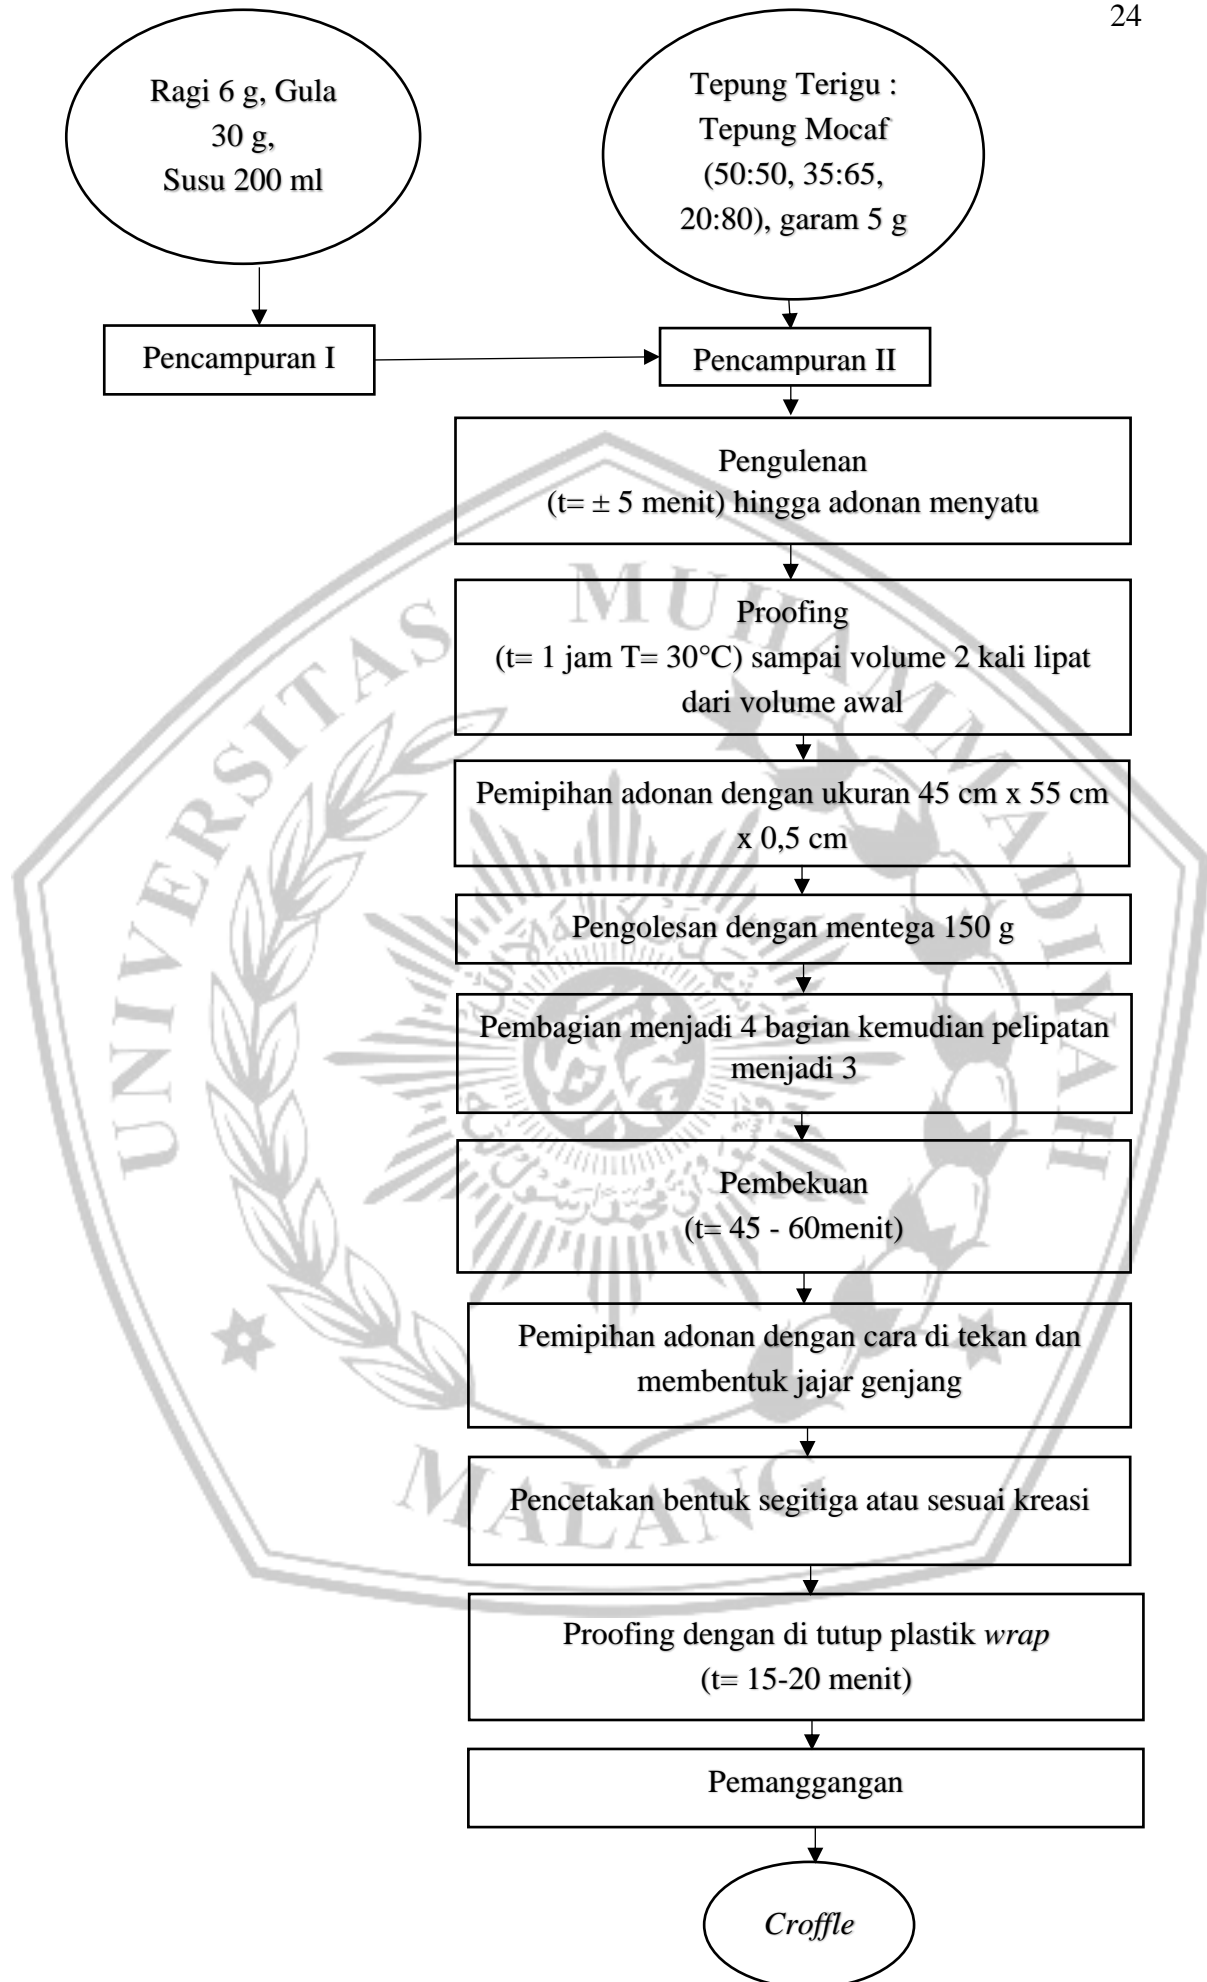 24
Ragi 6 g, Gula
30 g,
Susu 200 ml
Tepung Terigu :
Tepung Mocaf
(50:50, 35:65,
20:80), garam 5 g
Pencampuran I
Pencampuran II
Pengulenan
(t= ± 5 menit) hingga adonan menyatu
Proofing
(t= 1 jam T= 30°C) sampai volume 2 kali lipat
dari volume awal
Pemipihan adonan dengan ukuran 45 cm x 55 cm
x 0,5 cm
Pengolesan dengan mentega 150 g
Pembagian menjadi 4 bagian kemudian pelipatan
menjadi 3
Pembekuan
(t= 45 - 60menit)
Pemipihan adonan dengan cara di tekan dan
membentuk jajar genjang
Pencetakan bentuk segitiga atau sesuai kreasi
Proofing dengan di tutup plastik wrap
(t= 15-20 menit)
Pemanggangan
Croffle
UNIVERSITAS MUHAMMADIYAH
MALANG